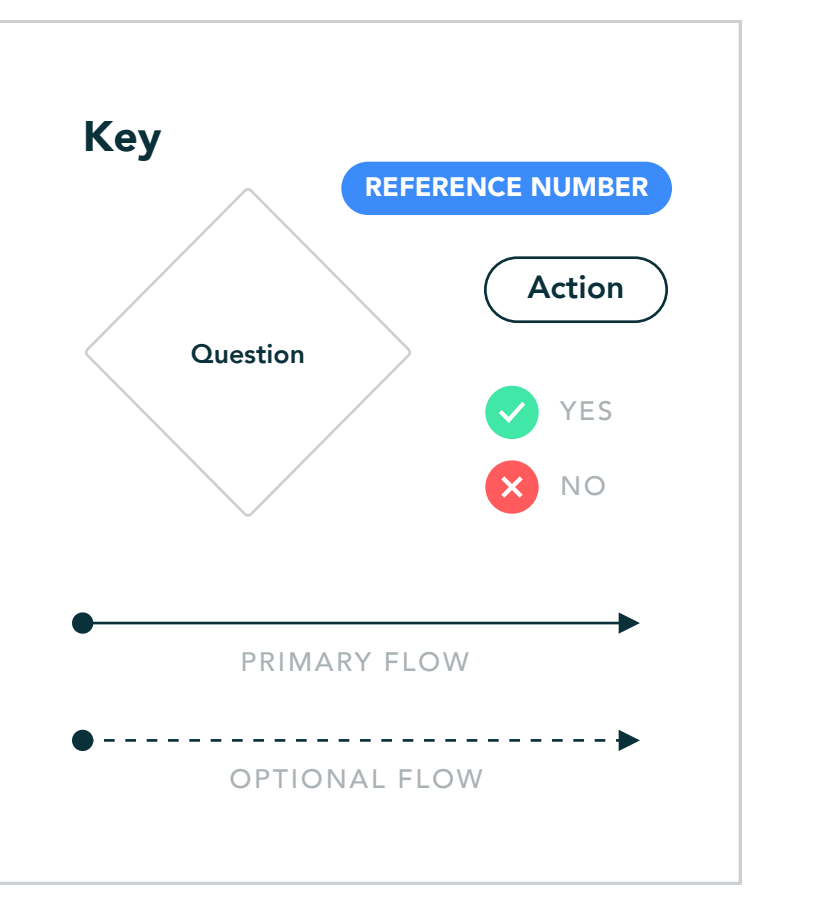 Key
REFERENCE NUMBER
Action
Question
YES
NO
PRIMARY FLOW
OPTIONAL FLOW